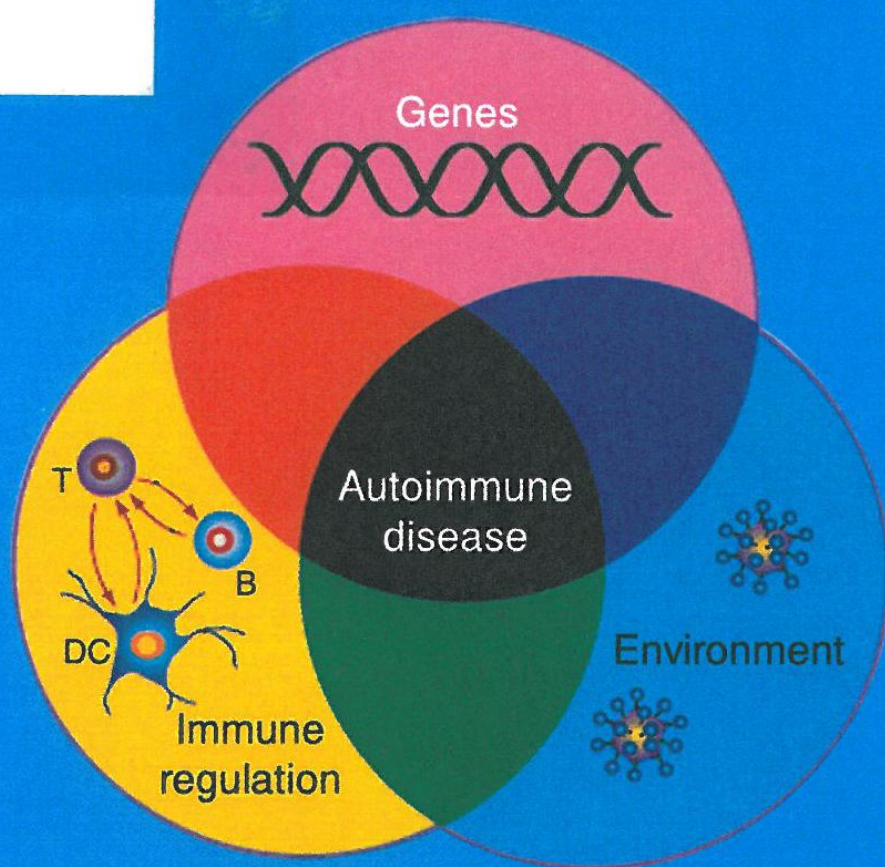 Genes
Autoimmune
disease
T
B
DC
Environment
Immune
regulation